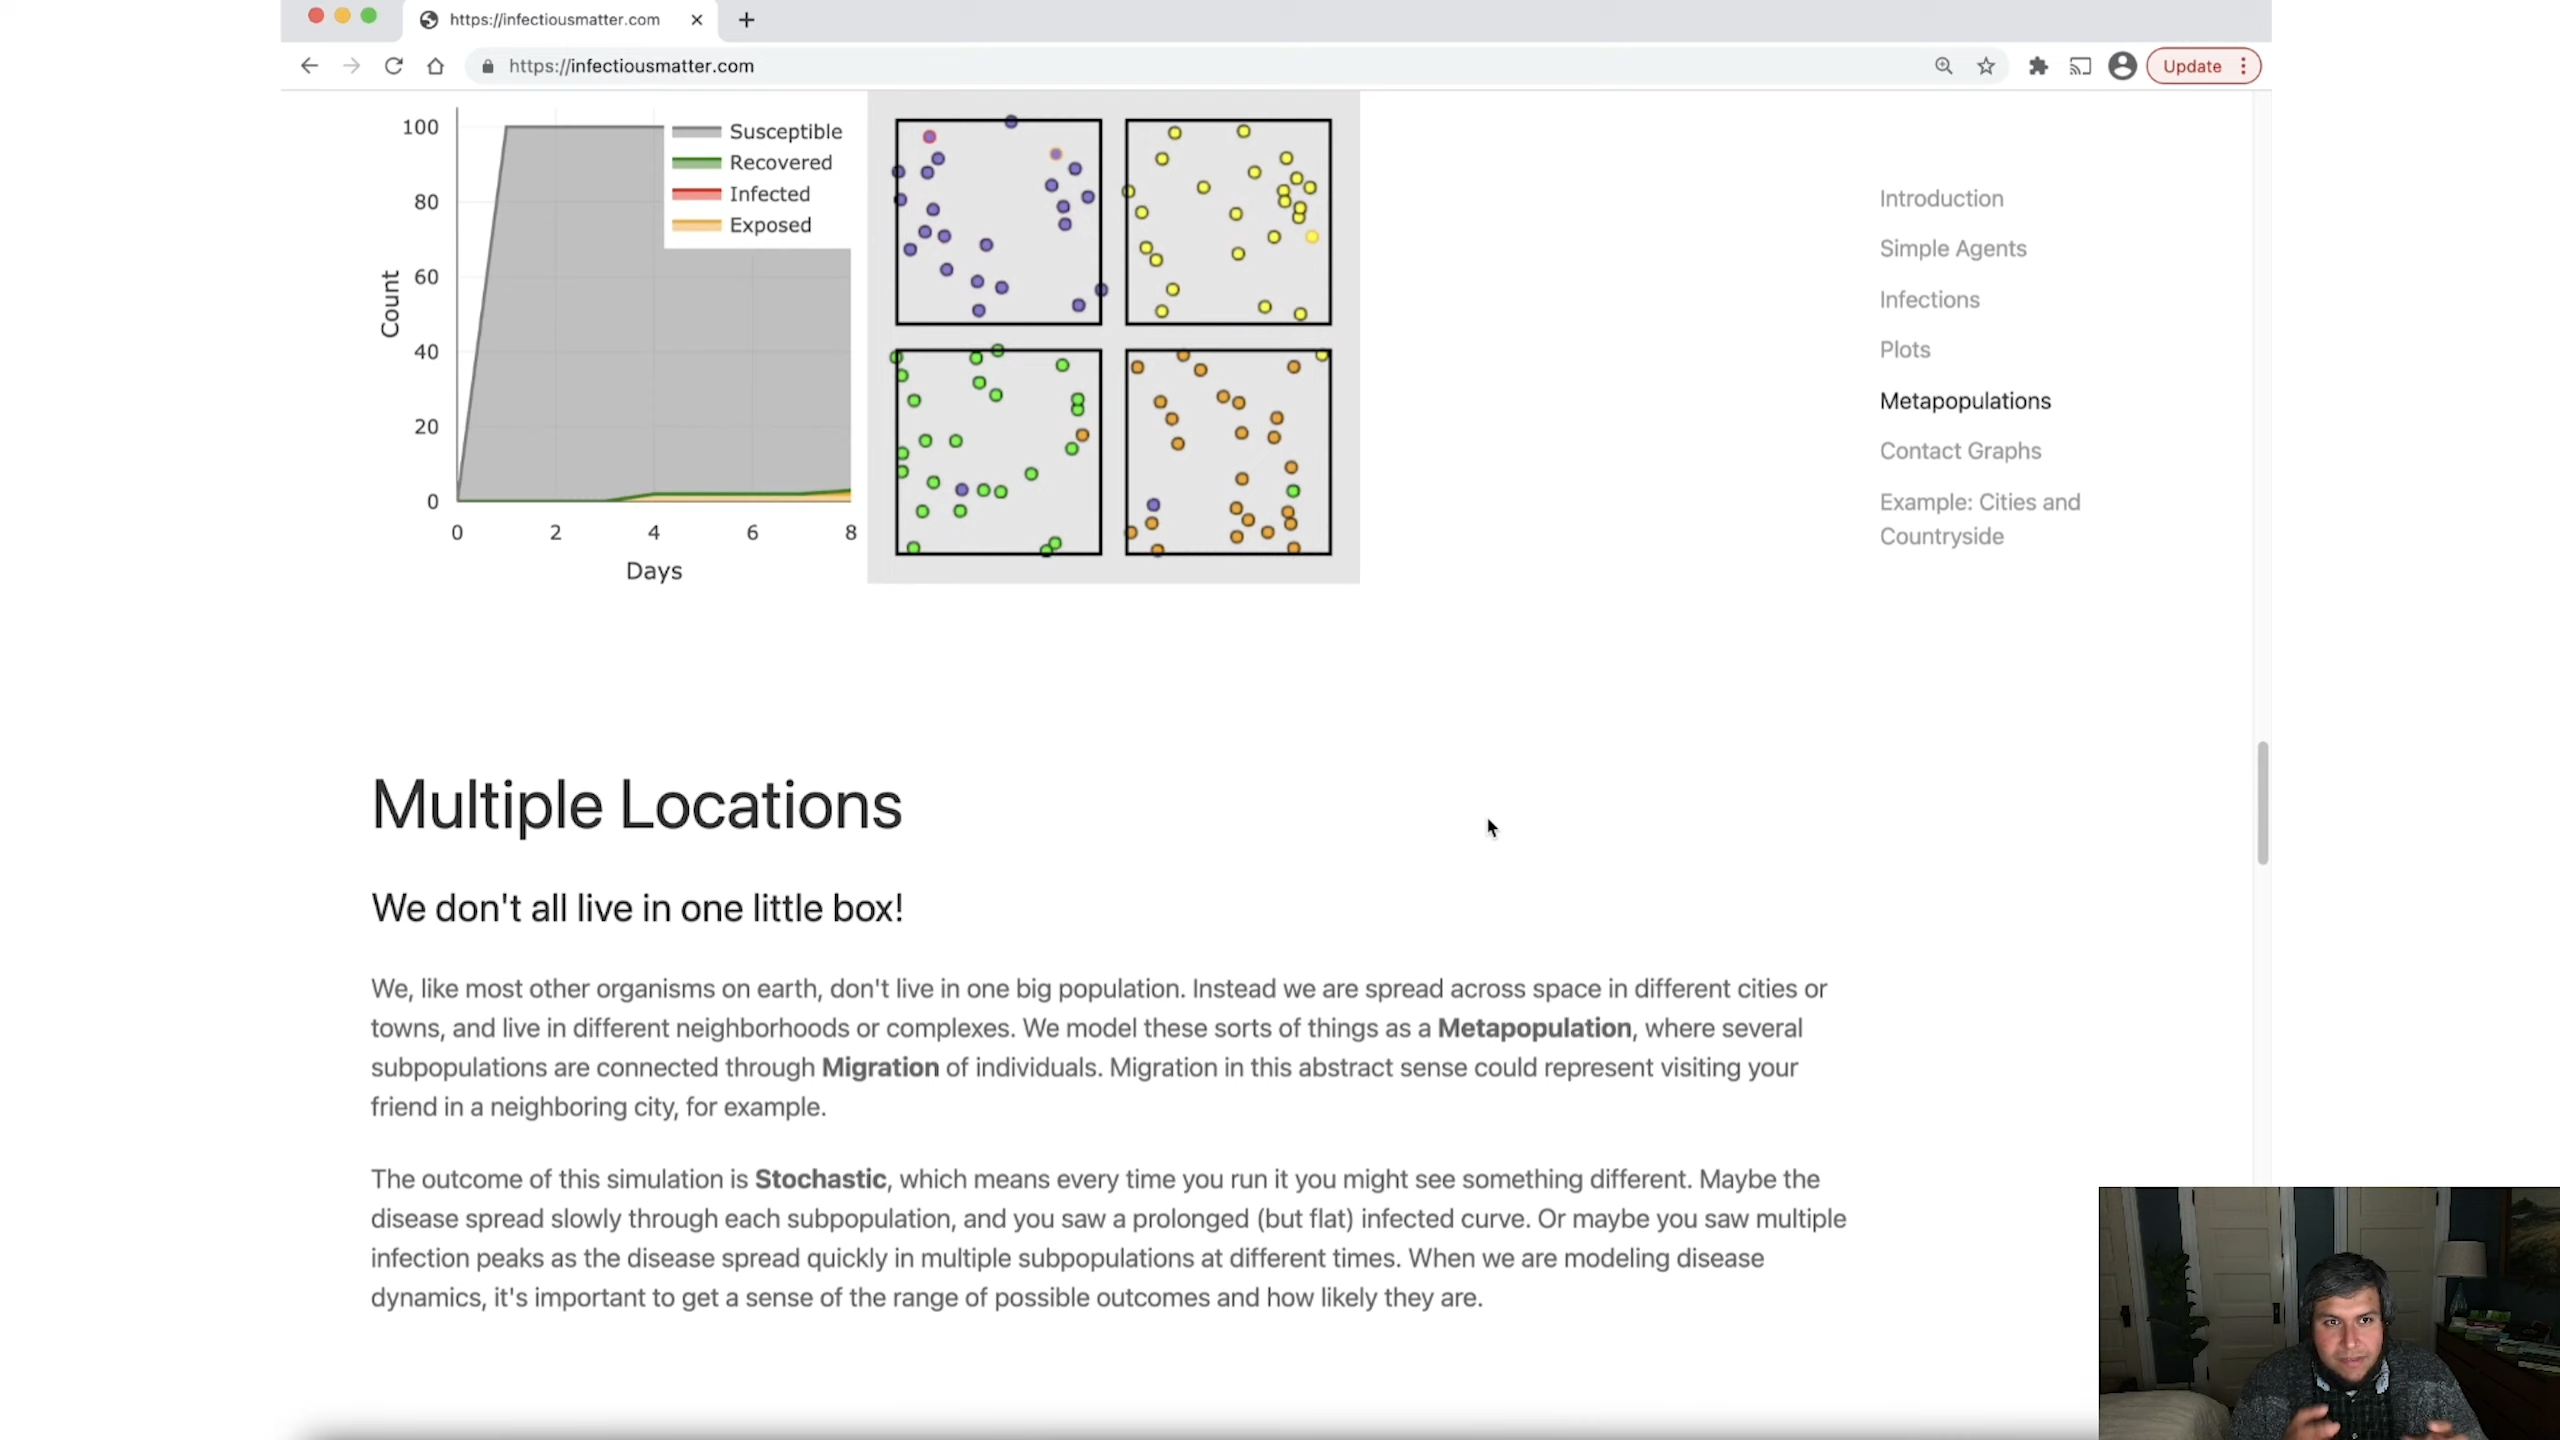 https://infectiousmatter.com
https://infectiousmatter.com
Update
100
80
60
40
20
0
Count
0 2 4 6 8
Days
Susceptible
Recovered
Infected
Exposed
Introduction
Simple Agents
Infections
Plots
Metapopulations
Contact Graphs
Example: Cities and
Countryside
Multiple Locations
We don't all live in one little box!
We, like most other organisms on earth, don't live in one big population. Instead we are spread across space in different cities or
towns, and live in different neighborhoods or complexes. We model these sorts of things as a Metapopulation, where several
subpopulations are connected through Migration of individuals. Migration in this abstract sense could represent visiting your
friend in a neighboring city, for example.
The outcome of this simulation is Stochastic, which means every time you run it you might see something different. Maybe the
disease spread slowly through each subpopulation, and you saw a prolonged (but flat) infected curve. Or maybe you saw multiple
infection peaks as the disease spread quickly in multiple subpopulations at different times. When we are modeling disease
dynamics, it's important to get a sense of the range of possible outcomes and how likely they are.